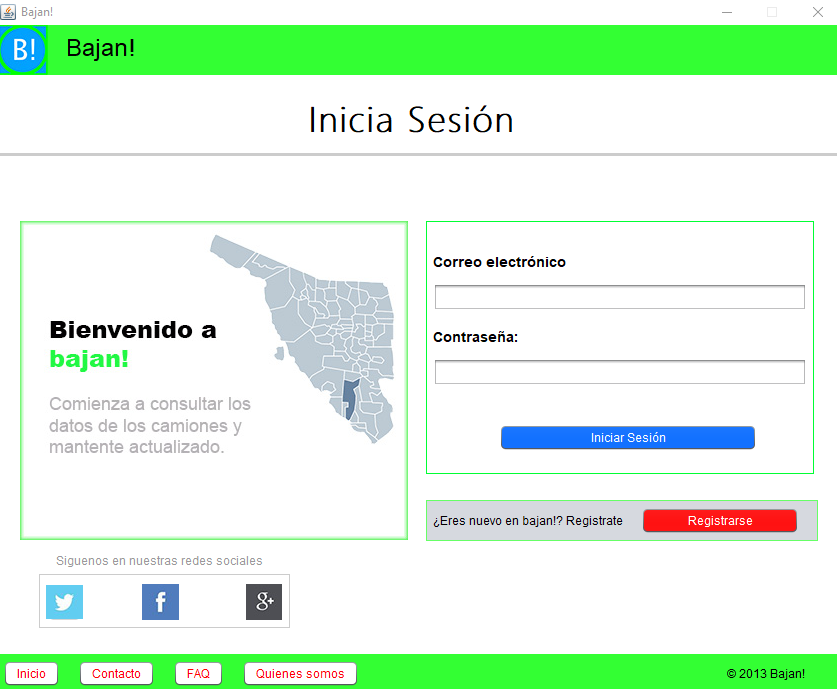 Bajan!
B! Bajan!
Inicia Sesión
Bienvenido a
bajan!
Comienza a consultar los
datos de los camiones y
mantente actualizado.
Correo electrónico
Contraseña:
Iniciar Sesión
¿Eres nuevo en bajan!? Registrate Registrarse
Siguenos en nuestras redes sociales
f g+
Inicio Contacto FAQ Quienes somos © 2013 Bajan!